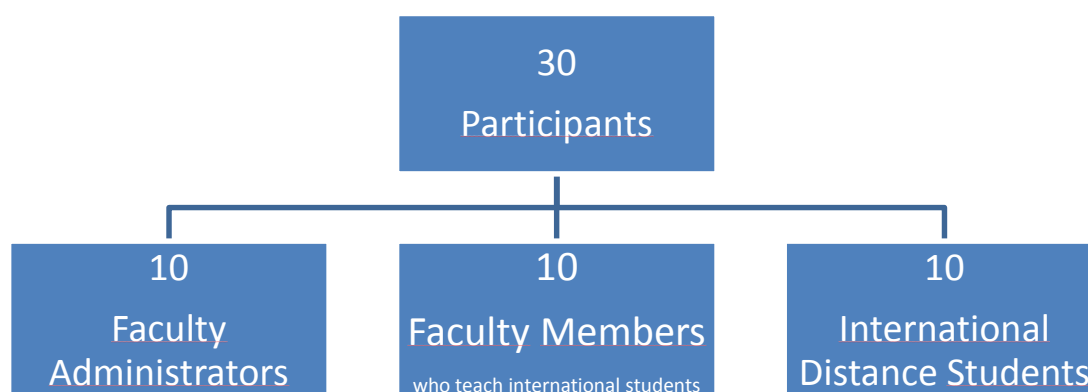 30
Participants
10
Faculty
Administrators
10
Faculty Members
who teach international students
10
International
Distance Students